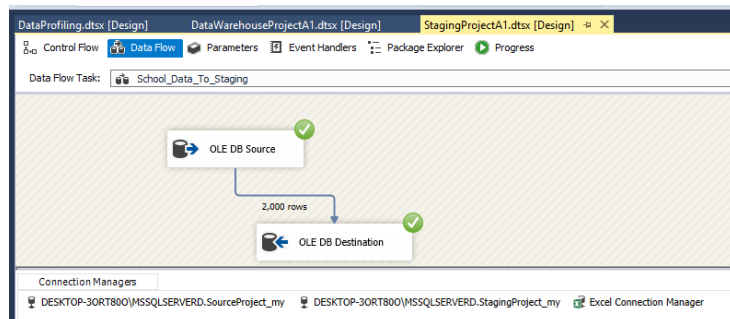 DataProfiling.dtsx [Design] DataWarehouseProjectA1.dtsx [Design] StagingProjectA1.dtsx [Design]
Control Flow Data Flow Parameters Event Handlers Package Explorer Progress
Data Flow Task: School_Data_To_Staging
OLE DB Source
2,000 rows
OLE DB Destination
Connection Managers
DESKTOP-3ORT80O\MSSQLSERVERD.SourceProject_my DESKTOP-3ORT80O\MSSQLSERVERD.StagingProject_my Excel Connection Manager